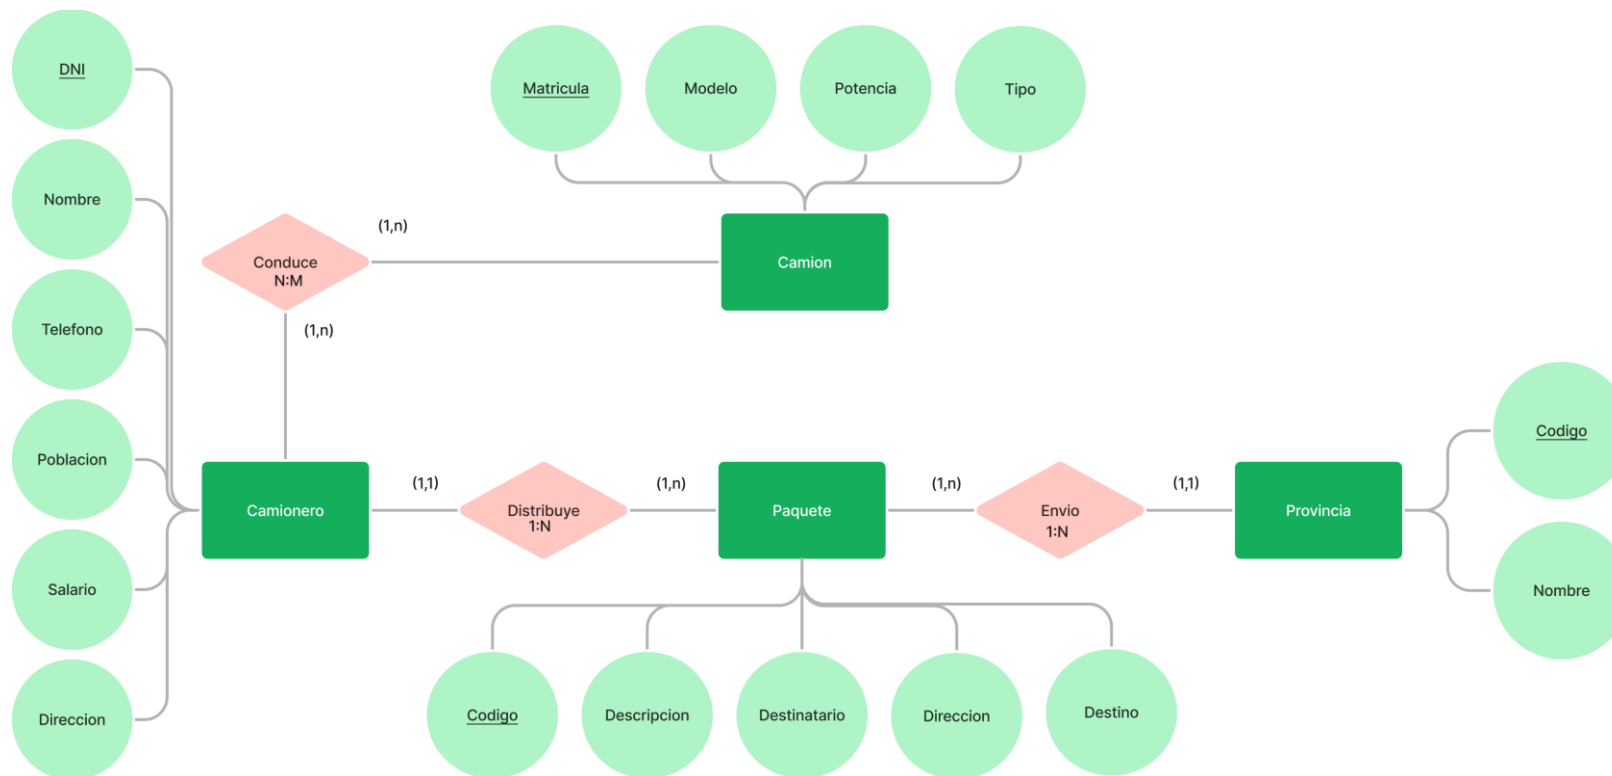 DNI
Nombre
Telefono
Poblacion
Salario
Direccion
Matricula
Modelo
Potencia
Tipo
Conduce
N:M
(1,n)
(1,n)
Camion
Camionero
(1,1)
Distribuye
1:N
(1,n)
Paquete
(1,n)
Envio
1:N
(1,1)
Provincia
Codigo
Nombre
Codigo
Descripcion
Destinatario
Direccion
Destino